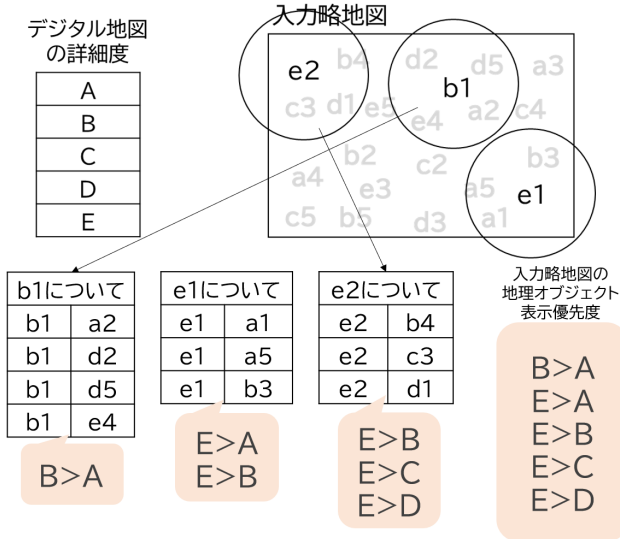 デジタル地図
の詳細度
A
B
C
D
E
入力略地図
e2 b4 d2 d5 a3
b1
c3 d1 e5 e4 a2 c4
b2 c2 b3
a4 e3 a5 e1
c5 b5 d3 a1
b1について
b1 a2
b1 d2
b1 d5
b1 e4
B>A
e1について
e1 a1
e1 a5
e1 b3
E>A
E>B
e2について
e2 b4
e2 c3
e2 d1
E>B
E>C
E>D
入力略地図の
地理オブジェクト
表示優先度
B>A
E>A
E>B
E>C
E>D